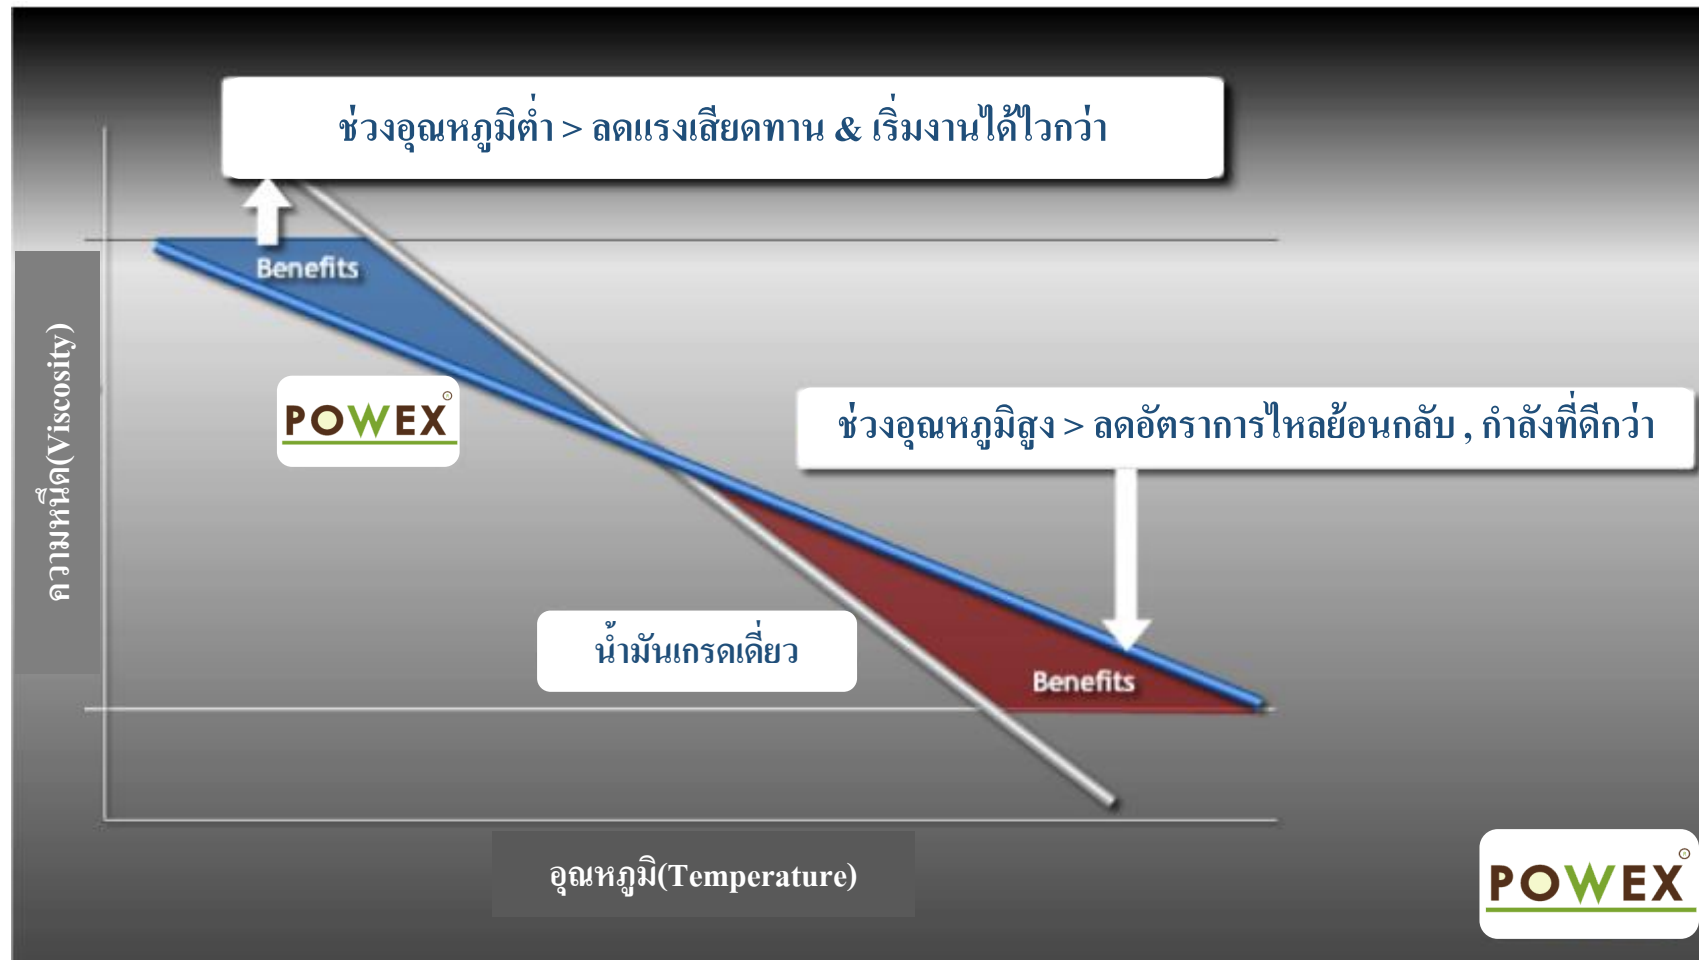 ช่วงอุณหภูมิต่ำ > ลดแรงเสียดทาน & เริ่มงานได้ไวกว่า
Benefits
ความหนืด(Viscosity)
POWEX®
ช่วงอุณหภูมิสูง > ลดอัตราการไหลย้อนกลับ , กำลังที่ดีกว่า
น้ำมันเกรดเดี่ยว
Benefits
อุณหภูมิ(Temperature)
POWEX®